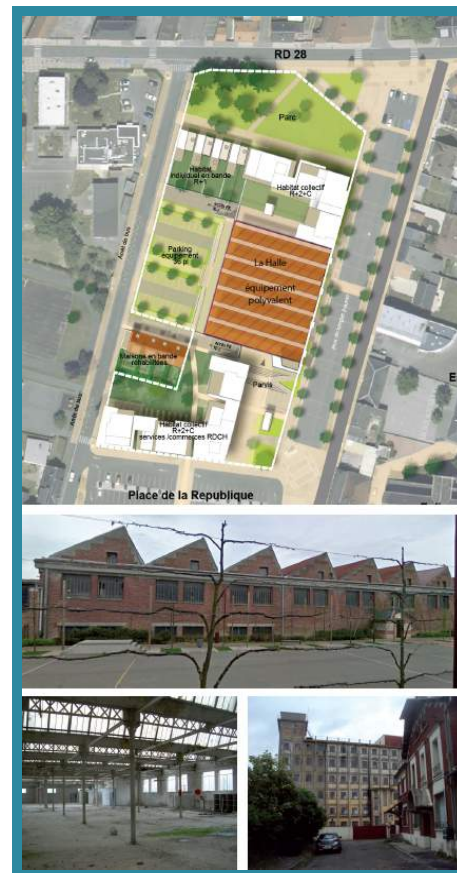 RD 28
Parc
Habitat
individuel en bande
R+1
Habitat collectif
R+2+C
Parking
équipement
La Halle
équipement
polyvalent
Maisons en bande
réhabilitées
Parvis
Habitat collectif
R+2+C
services /commerces RDCH
Place de la Republique